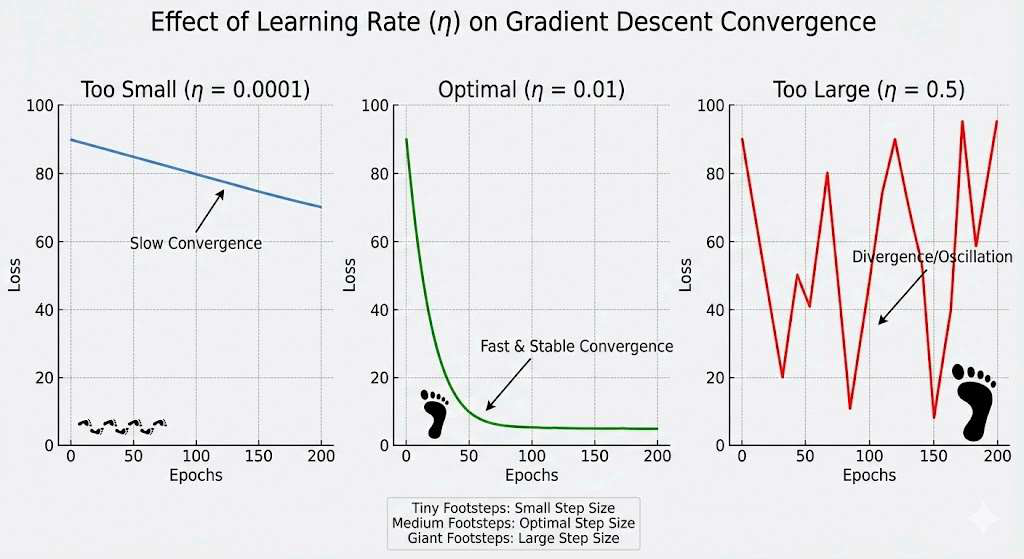 Effect of Learning Rate (η) on Gradient Descent Convergence
Too Small (η = 0.0001)
100
80
60
40
20
0
Loss
Slow Convergence
0 50 100 150 200
Epochs
Optimal (η = 0.01)
100
80
60
40
20
0
Loss
Fast & Stable Convergence
0 50 100 150 200
Epochs
Too Large (η = 0.5)
100
80
60
40
20
0
Loss
Divergence/Oscillation
0 50 100 150 200
Epochs
Tiny Footsteps: Small Step Size
Medium Footsteps: Optimal Step Size
Giant Footsteps: Large Step Size